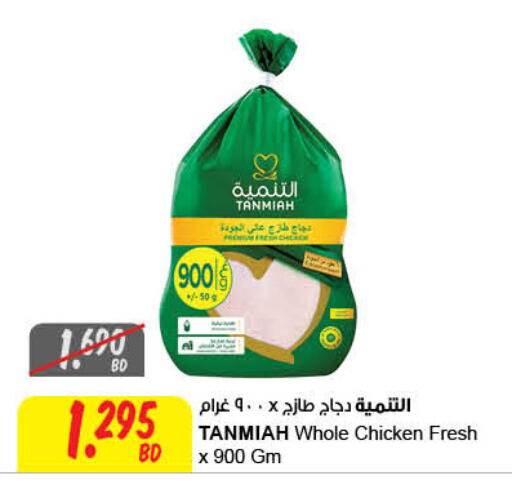 التنمية
TANMIAH
دجاج طازج عالي الجودة
PREMIUM FRESH CHICKEN
900
غرام
+/- 50 g
1.690
BD
1.295
BD
التنمية دجاج طازج x ٩٠٠ غرام
TANMIAH Whole Chicken Fresh
x 900 Gm